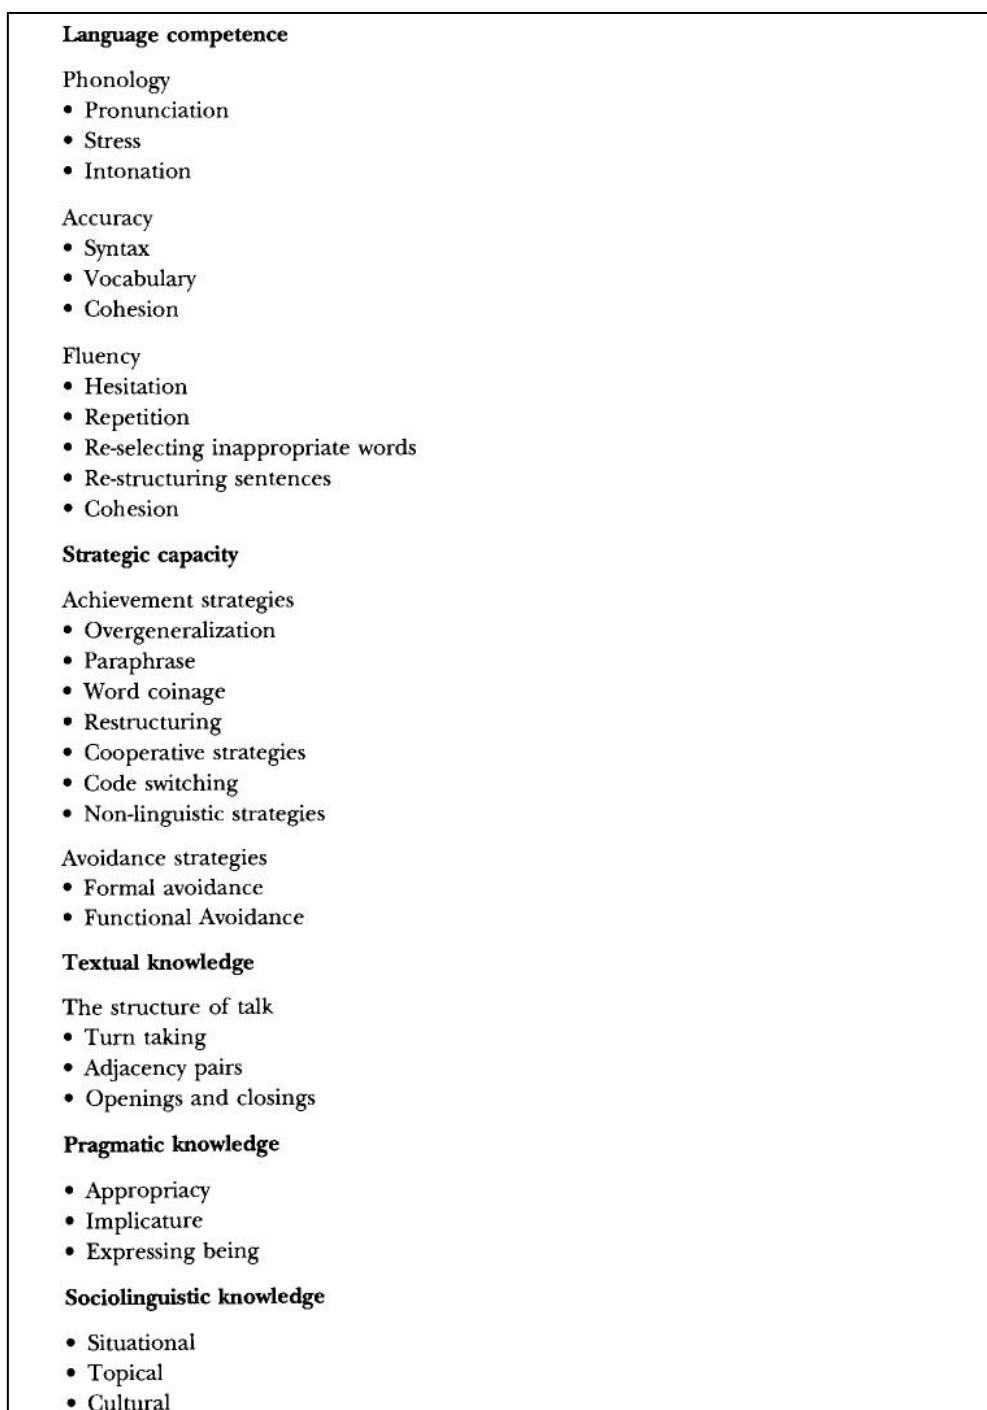 Language competence
Phonology
• Pronunciation
• Stress
• Intonation
Accuracy
• Syntax
• Vocabulary
• Cohesion
Fluency
• Hesitation
• Repetition
• Re-selecting inappropriate words
• Re-structuring sentences
• Cohesion
Strategic capacity
Achievement strategies
• Overgeneralization
• Paraphrase
• Word coinage
• Restructuring
• Cooperative strategies
• Code switching
• Non-linguistic strategies
Avoidance strategies
• Formal avoidance
• Functional Avoidance
Textual knowledge
The structure of talk
• Turn taking
• Adjacency pairs
• Openings and closings
Pragmatic knowledge
• Appropriacy
• Implicature
• Expressing being
Sociolinguistic knowledge
• Situational
• Topical
• Cultural